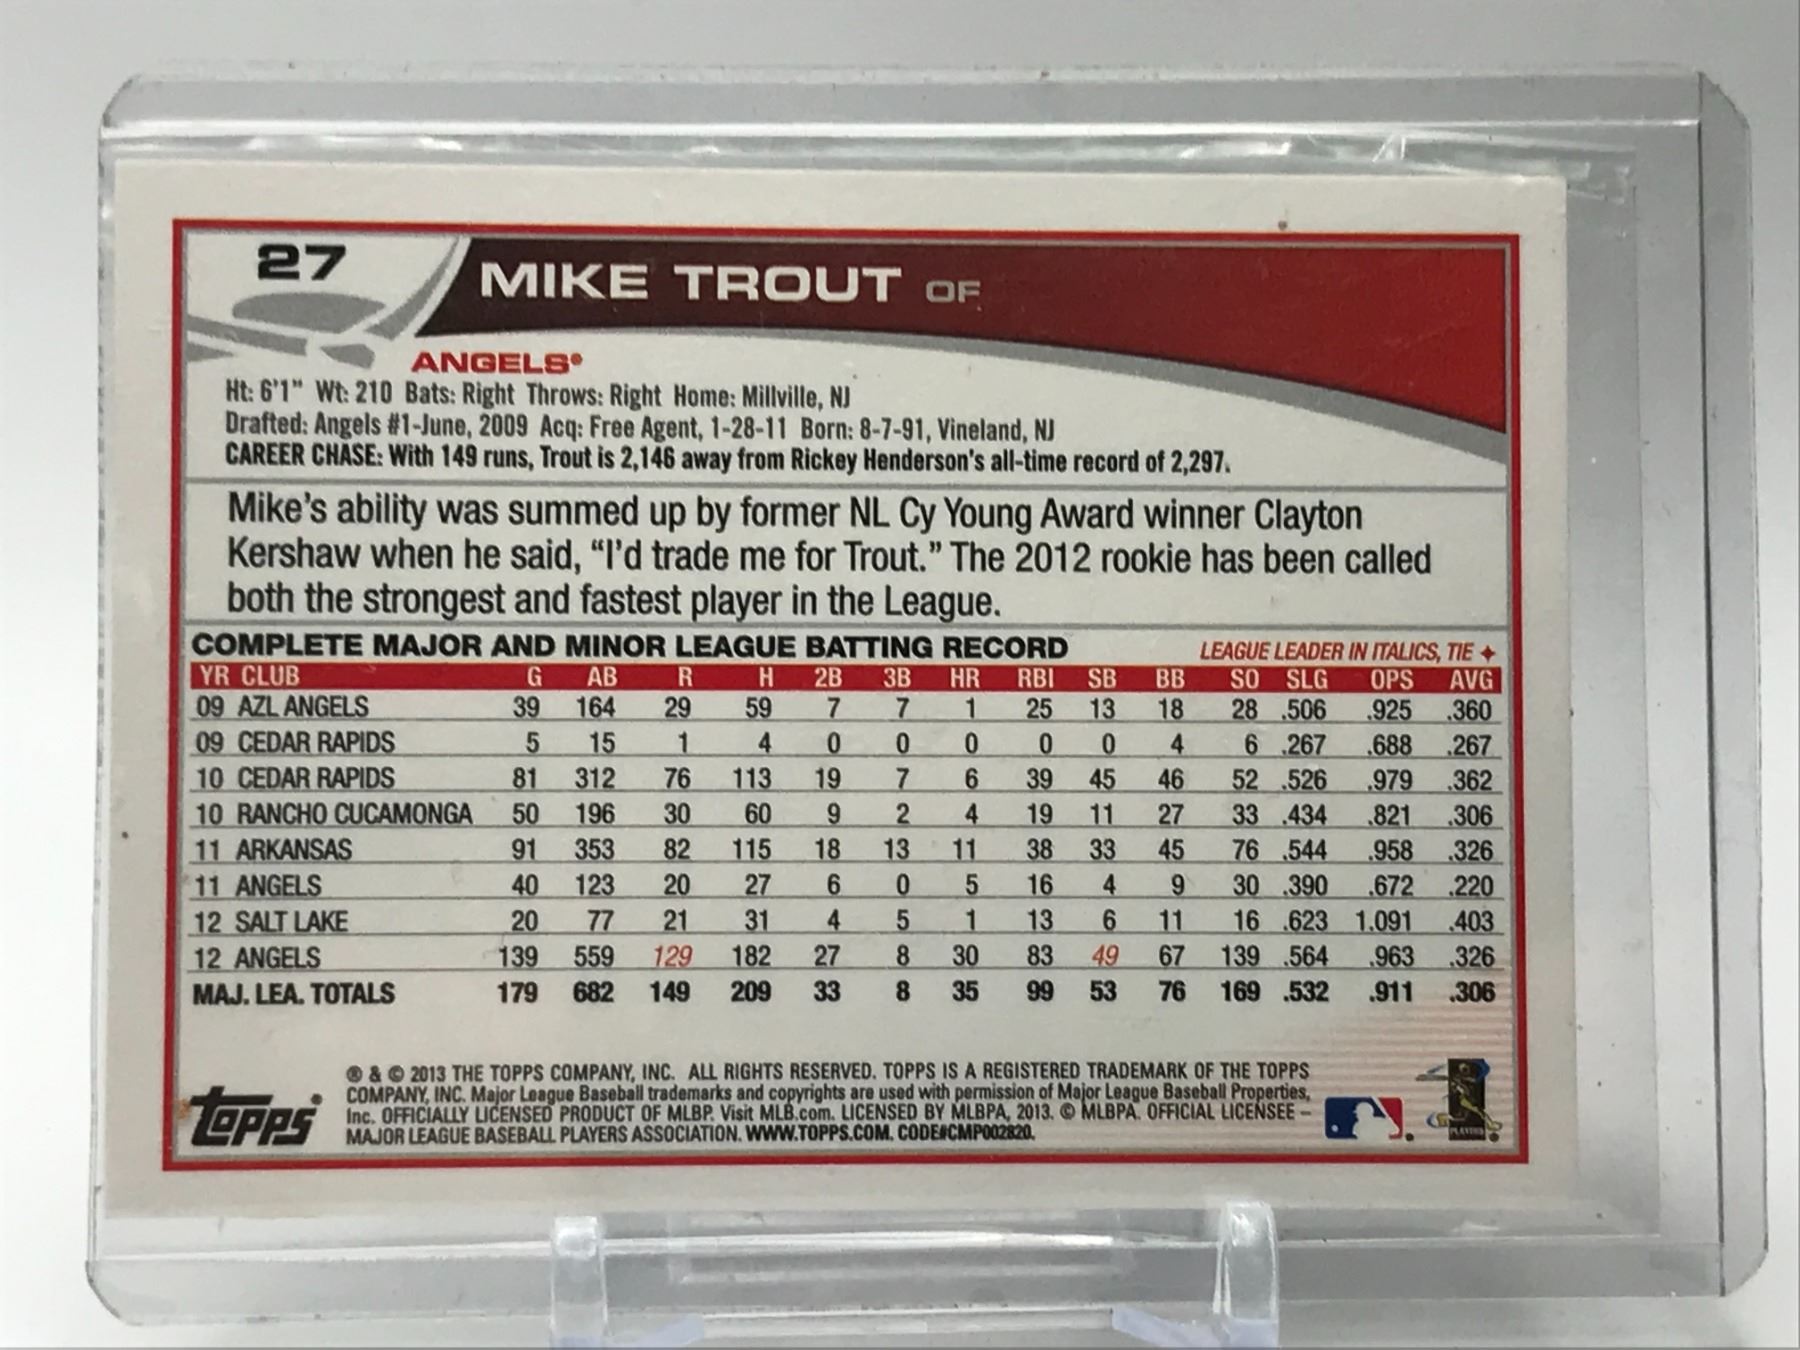 27
MIKE TROUT OF
ANGELS®
Ht: 6'1" Wt: 210 Bats: Right Throws: Right Home: Millville, NJ
Drafted: Angels #1-June, 2009 Acq: Free Agent, 1-28-11 Born: 8-7-91, Vineland, NJ
CAREER CHASE: With 149 runs, Trout is 2,146 away from Rickey Henderson's all-time record of 2,297.
Mike's ability was summed up by former NL Cy Young Award winner Clayton
Kershaw when he said, “I'd trade me for Trout.” The 2012 rookie has been called
both the strongest and fastest player in the League.
COMPLETE MAJOR AND MINOR LEAGUE BATTING RECORD LEAGUE LEADER IN ITALICS, TIE ✦
YR CLUB G AB R H 2B 3B HR RBI SB BB SO SLG OPS AVG
09 AZL ANGELS 39 164 29 59 7 7 1 25 13 18 28 .506 .925 .360
09 CEDAR RAPIDS 5 15 1 4 0 0 0 0 0 4 6 .267 .688 .267
10 CEDAR RAPIDS 81 312 76 113 19 7 6 39 45 46 52 .526 .979 .362
10 RANCHO CUCAMONGA 50 196 30 60 9 2 4 19 11 27 33 .434 .821 .306
11 ARKANSAS 91 353 82 115 18 13 11 38 33 45 76 .544 .958 .326
11 ANGELS 40 123 20 27 6 0 5 16 4 9 30 .390 .672 .220
12 SALT LAKE 20 77 21 31 4 5 1 13 6 11 16 .623 1.091 .403
12 ANGELS 139 559 129 182 27 8 30 83 49 67 139 .564 .963 .326
MAJ. LEA. TOTALS 179 682 149 209 33 8 35 99 53 76 169 .532 .911 .306
® & © 2013 THE TOPPS COMPANY, INC. ALL RIGHTS RESERVED. TOPPS IS A REGISTERED TRADEMARK OF THE TOPPS
COMPANY, INC. Major League Baseball trademarks and copyrights are used with permission of Major League Baseball Properties,
Inc. OFFICIALLY LICENSED PRODUCT OF MLBP. Visit MLB.com. LICENSED BY MLBPA, 2013. © MLBPA. OFFICIAL LICENSEE –
MAJOR LEAGUE BASEBALL PLAYERS ASSOCIATION. WWW.TOPPS.COM. CODE#CMP002820.
Topps®
PLAYERS